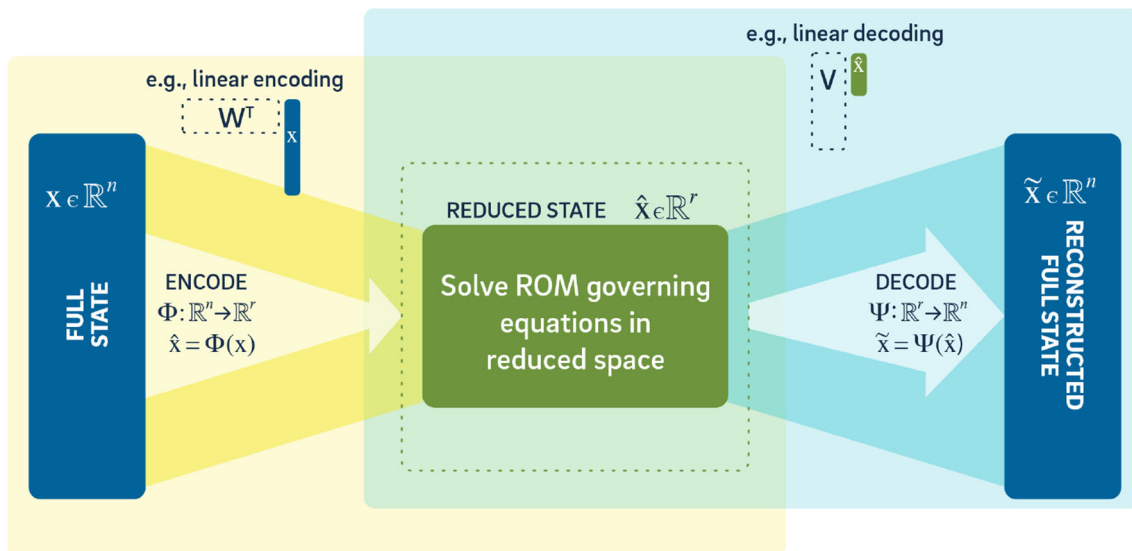 e.g., linear encoding
Wᵀ
x
x ϵ ℝⁿ
FULL
STATE
ENCODE
Φ: ℝⁿ→ℝʳ
x̂ = Φ(x)
REDUCED STATE x̂ϵℝʳ
Solve ROM governing
equations in
reduced space
e.g., linear decoding
V
x̂
DECODE
Ψ: ℝʳ→ℝⁿ
x̃ = Ψ(x̂)
x̃ ϵ ℝⁿ
RECONSTRUCTED
FULL STATE